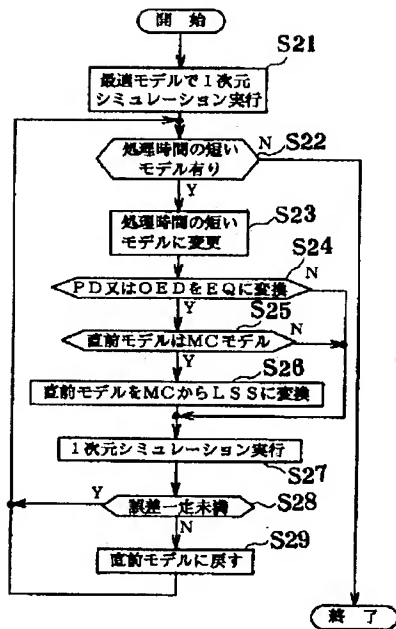 開 始
S21
最適モデルで1次元
シミュレーション実行
N
S22
処理時間の短い
モデル有り
Y
S23
処理時間の短い
モデルに変更
S24
N
PD又はOEDをEQに変換
Y
S25
N
直前モデルはMCモデル
Y
S26
直前モデルをMCからLSSに変換
1次元シミュレーション実行
S27
Y
S28
誤差一定未満
N
S29
直前モデルに戻す
終 了